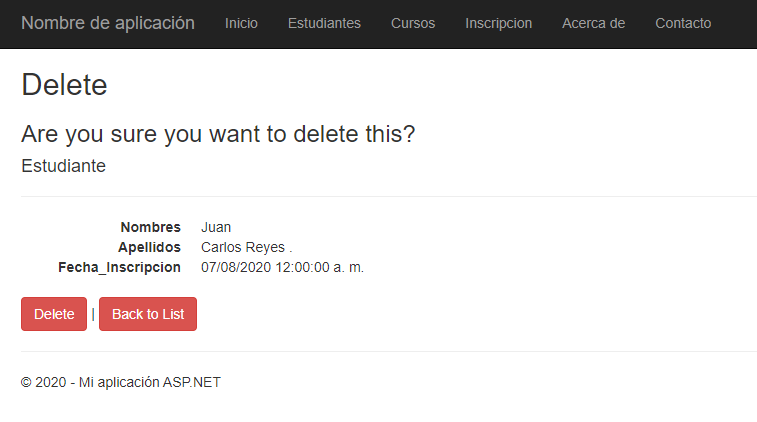 Nombre de aplicación Inicio Estudiantes Cursos Inscripcion Acerca de Contacto
Delete
Are you sure you want to delete this?
Estudiante
Nombres Juan
Apellidos Carlos Reyes .
Fecha_Inscripcion 07/08/2020 12:00:00 a. m.
Delete | Back to List
© 2020 - Mi aplicación ASP.NET